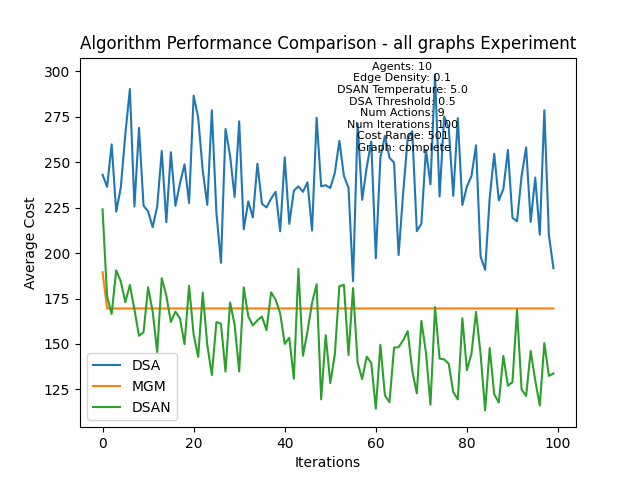 Algorithm Performance Comparison - all graphs Experiment
Agents: 10
Edge Density: 0.1
DSAN Temperature: 5.0
DSA Threshold: 0.5
Num Actions: 9
Num Iterations: 100
Cost Range: 501
Graph: complete
300
275
250
225
200
175
150
125
Average Cost
DSA
MGM
DSAN
0
20
40
60
80
100
Iterations